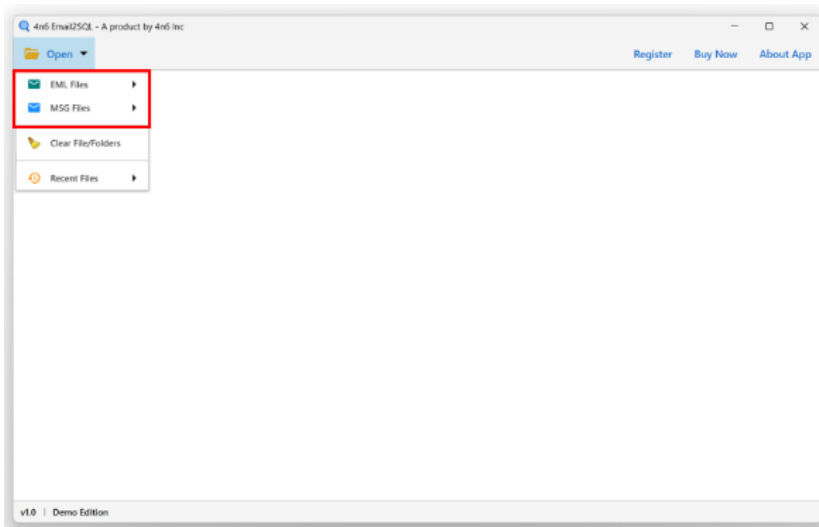 4n6 Email2SQL - A product by 4n6 Inc
Open
Register Buy Now About App
EML Files
MSG Files
Clear File/Folders
Recent Files
v1.0 | Demo Edition